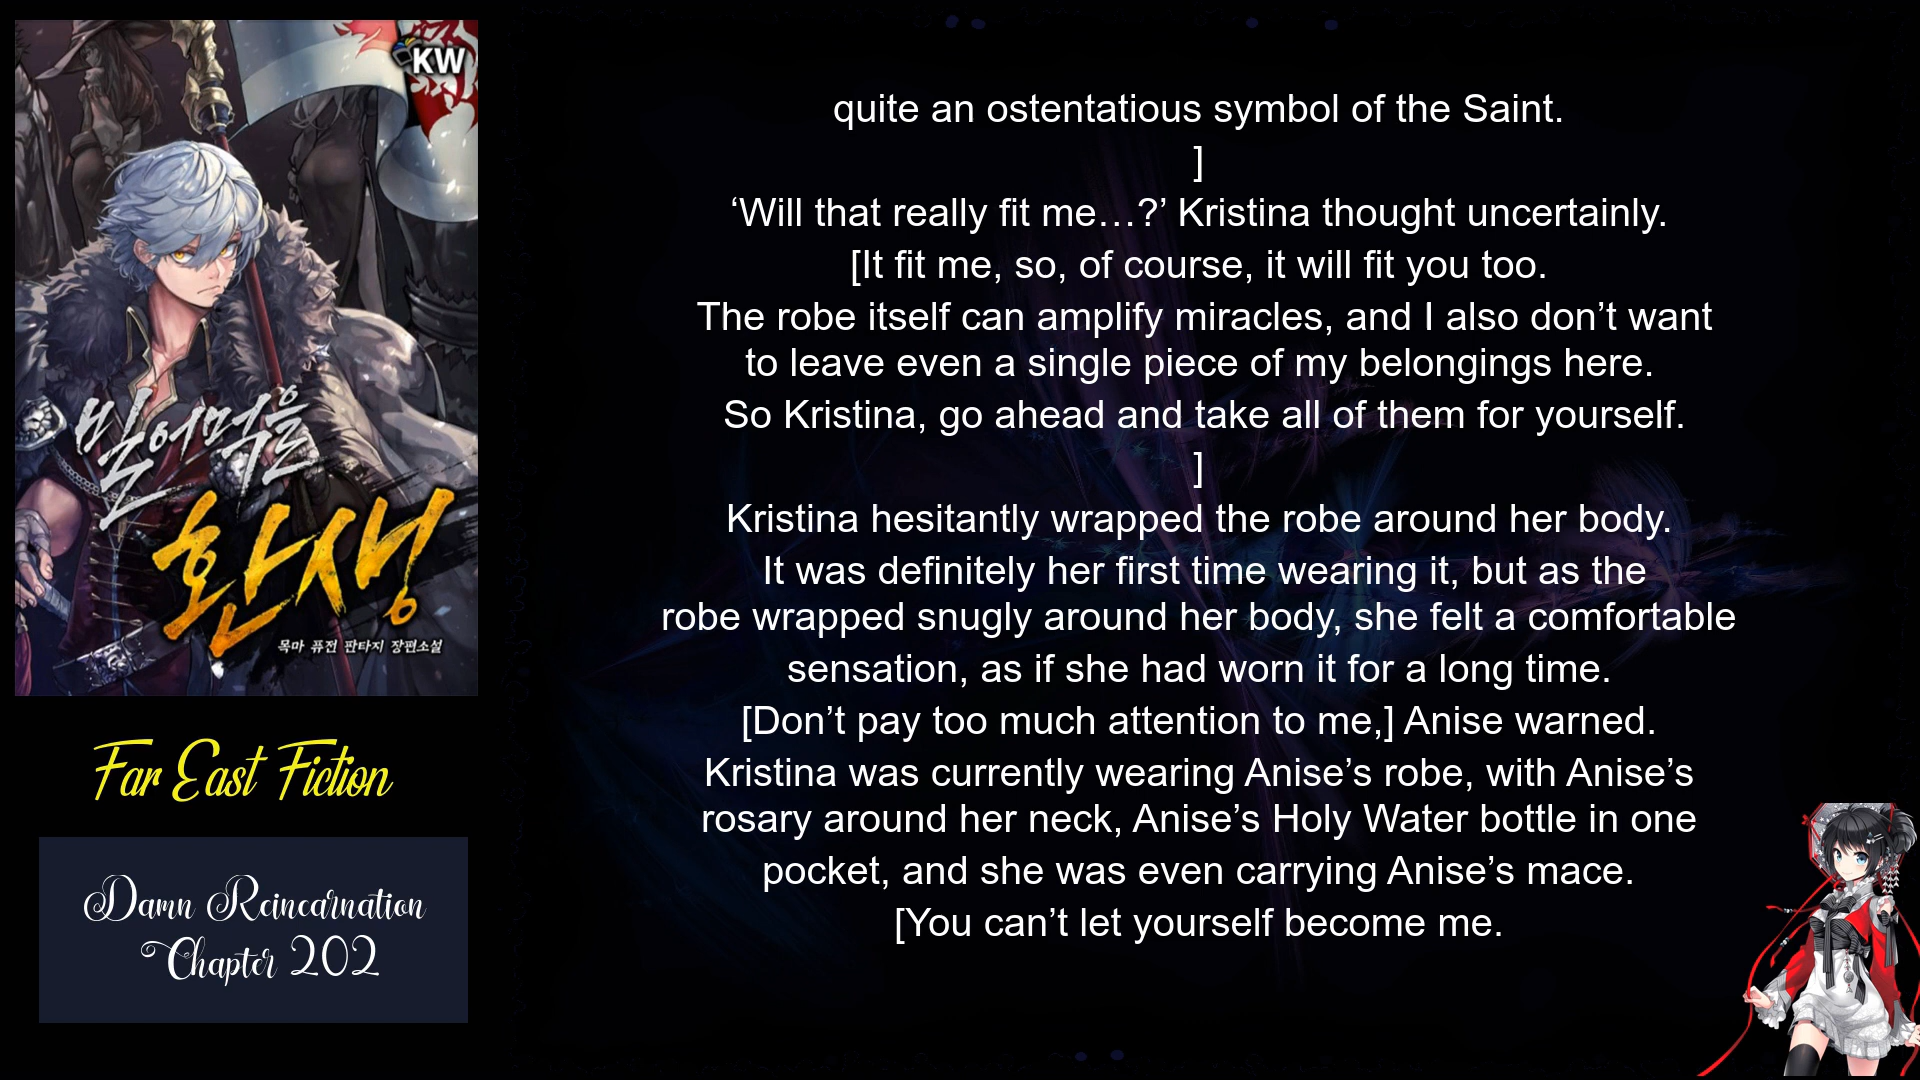 KW
빌어먹을
환생
목마 퓨전 판타지 장편소설
Far East Fiction
Damn Reincarnation
Chapter 202
quite an ostentatious symbol of the Saint.
]
‘Will that really fit me…?’ Kristina thought uncertainly.
[It fit me, so, of course, it will fit you too.
The robe itself can amplify miracles, and I also don’t want
to leave even a single piece of my belongings here.
So Kristina, go ahead and take all of them for yourself.
]
Kristina hesitantly wrapped the robe around her body.
It was definitely her first time wearing it, but as the
robe wrapped snugly around her body, she felt a comfortable
sensation, as if she had worn it for a long time.
[Don’t pay too much attention to me,] Anise warned.
Kristina was currently wearing Anise’s robe, with Anise’s
rosary around her neck, Anise’s Holy Water bottle in one
pocket, and she was even carrying Anise’s mace.
[You can’t let yourself become me.